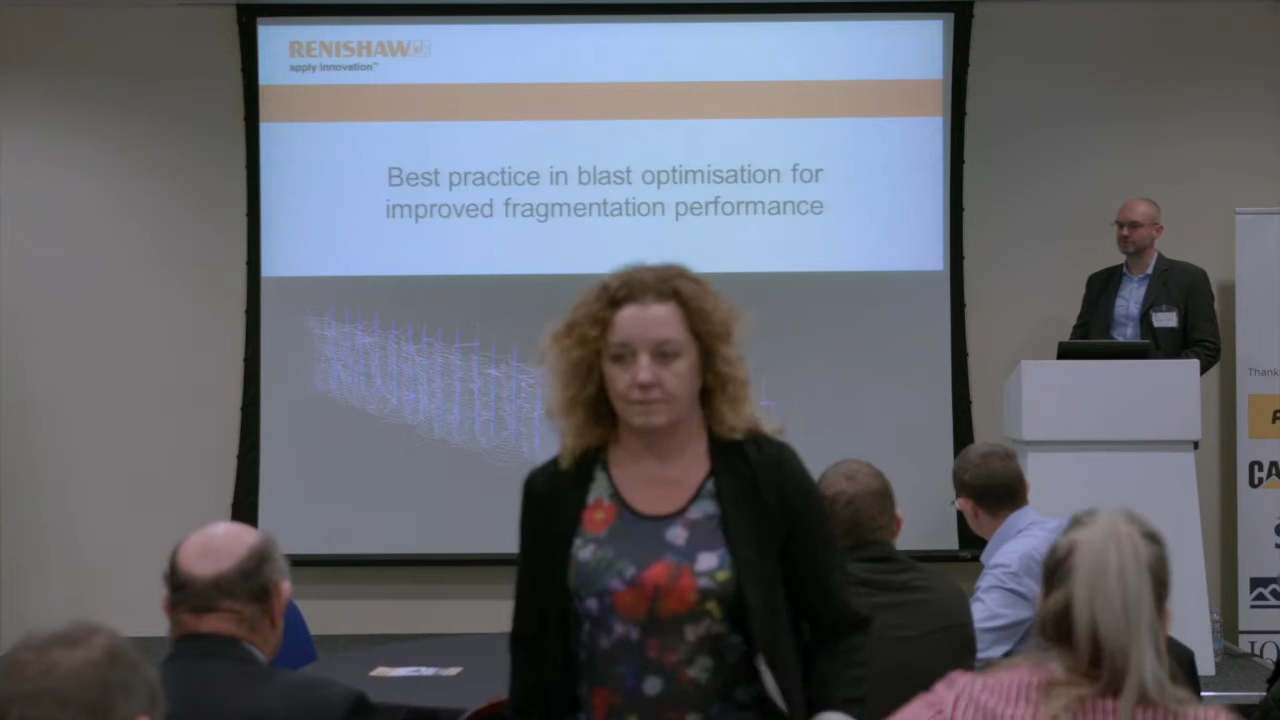 RENISHAW
apply innovation™
Best practice in blast optimisation for
improved fragmentation performance
Thank
CA